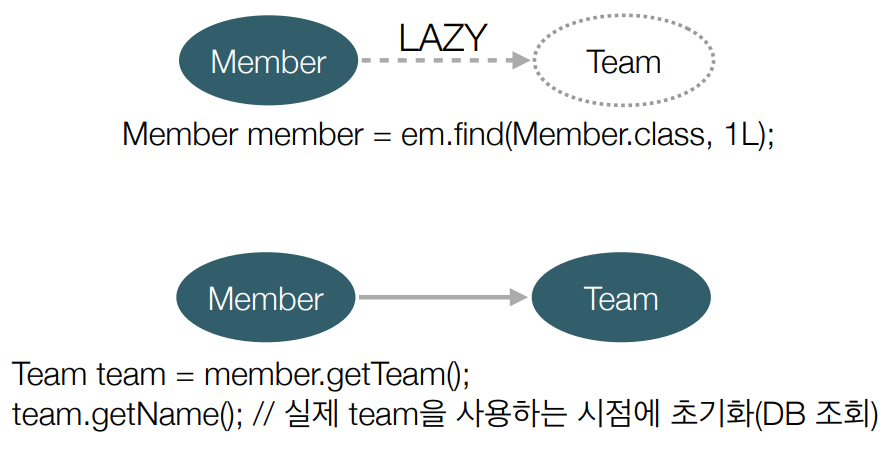 LAZY
Member
Team
Member member = em.find(Member.class, 1L);
Member
Team
Team team = member.getTeam();
team.getName(); // 실제 team을 사용하는 시점에 초기화(DB 조회)